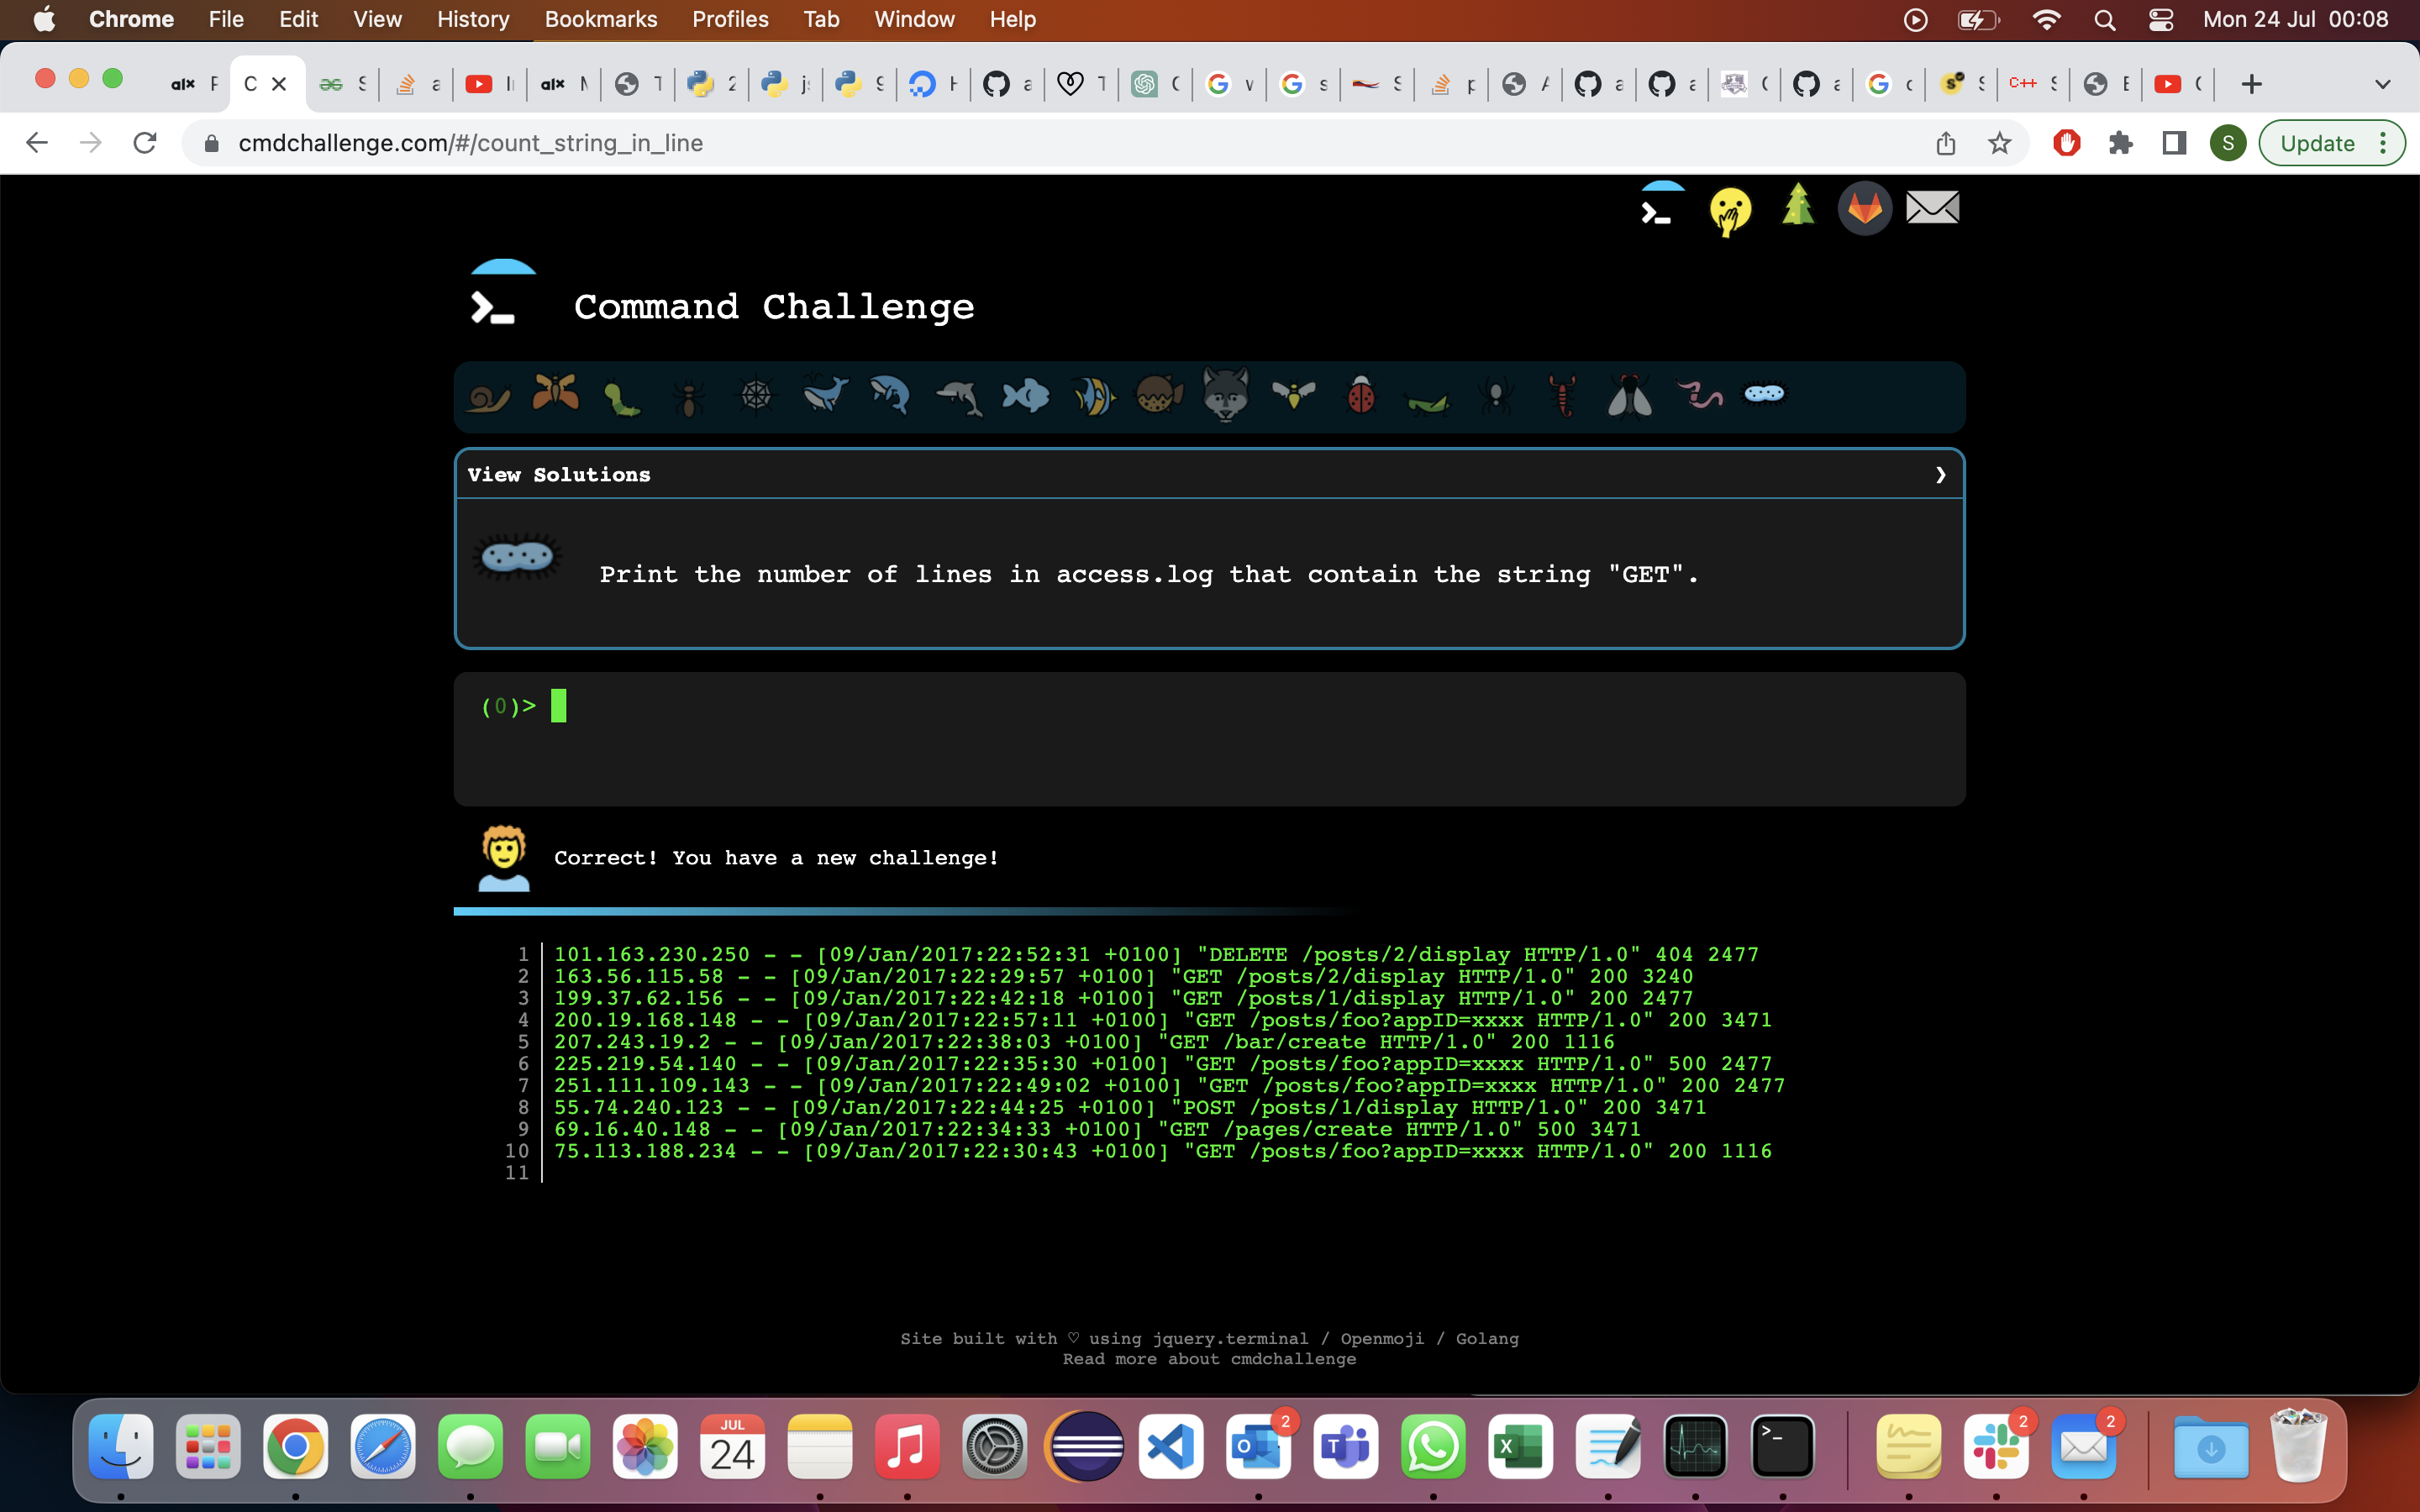 Chrome File Edit View History Bookmarks Profiles Tab Window Help Mon 24 Jul 00:08
alx C alx C++
cmdchallenge.com/#/count_string_in_line S Update
Command Challenge
View Solutions ❯
Print the number of lines in access.log that contain the string "GET".
(0)>
Correct! You have a new challenge!
1 101.163.230.250 - - [09/Jan/2017:22:52:31 +0100] "DELETE /posts/2/display HTTP/1.0" 404 2477
2 163.56.115.58 - - [09/Jan/2017:22:29:57 +0100] "GET /posts/2/display HTTP/1.0" 200 3240
3 199.37.62.156 - - [09/Jan/2017:22:42:18 +0100] "GET /posts/1/display HTTP/1.0" 200 2477
4 200.19.168.148 - - [09/Jan/2017:22:57:11 +0100] "GET /posts/foo?appID=xxxx HTTP/1.0" 200 3471
5 207.243.19.2 - - [09/Jan/2017:22:38:03 +0100] "GET /bar/create HTTP/1.0" 200 1116
6 225.219.54.140 - - [09/Jan/2017:22:35:30 +0100] "GET /posts/foo?appID=xxxx HTTP/1.0" 500 2477
7 251.111.109.143 - - [09/Jan/2017:22:49:02 +0100] "GET /posts/foo?appID=xxxx HTTP/1.0" 200 2477
8 55.74.240.123 - - [09/Jan/2017:22:44:25 +0100] "POST /posts/1/display HTTP/1.0" 200 3471
9 69.16.40.148 - - [09/Jan/2017:22:34:33 +0100] "GET /pages/create HTTP/1.0" 500 3471
10 75.113.188.234 - - [09/Jan/2017:22:30:43 +0100] "GET /posts/foo?appID=xxxx HTTP/1.0" 200 1116
11
Site built with ♡ using jquery.terminal / Openmoji / Golang
Read more about cmdchallenge
JUL 2 2 2
24